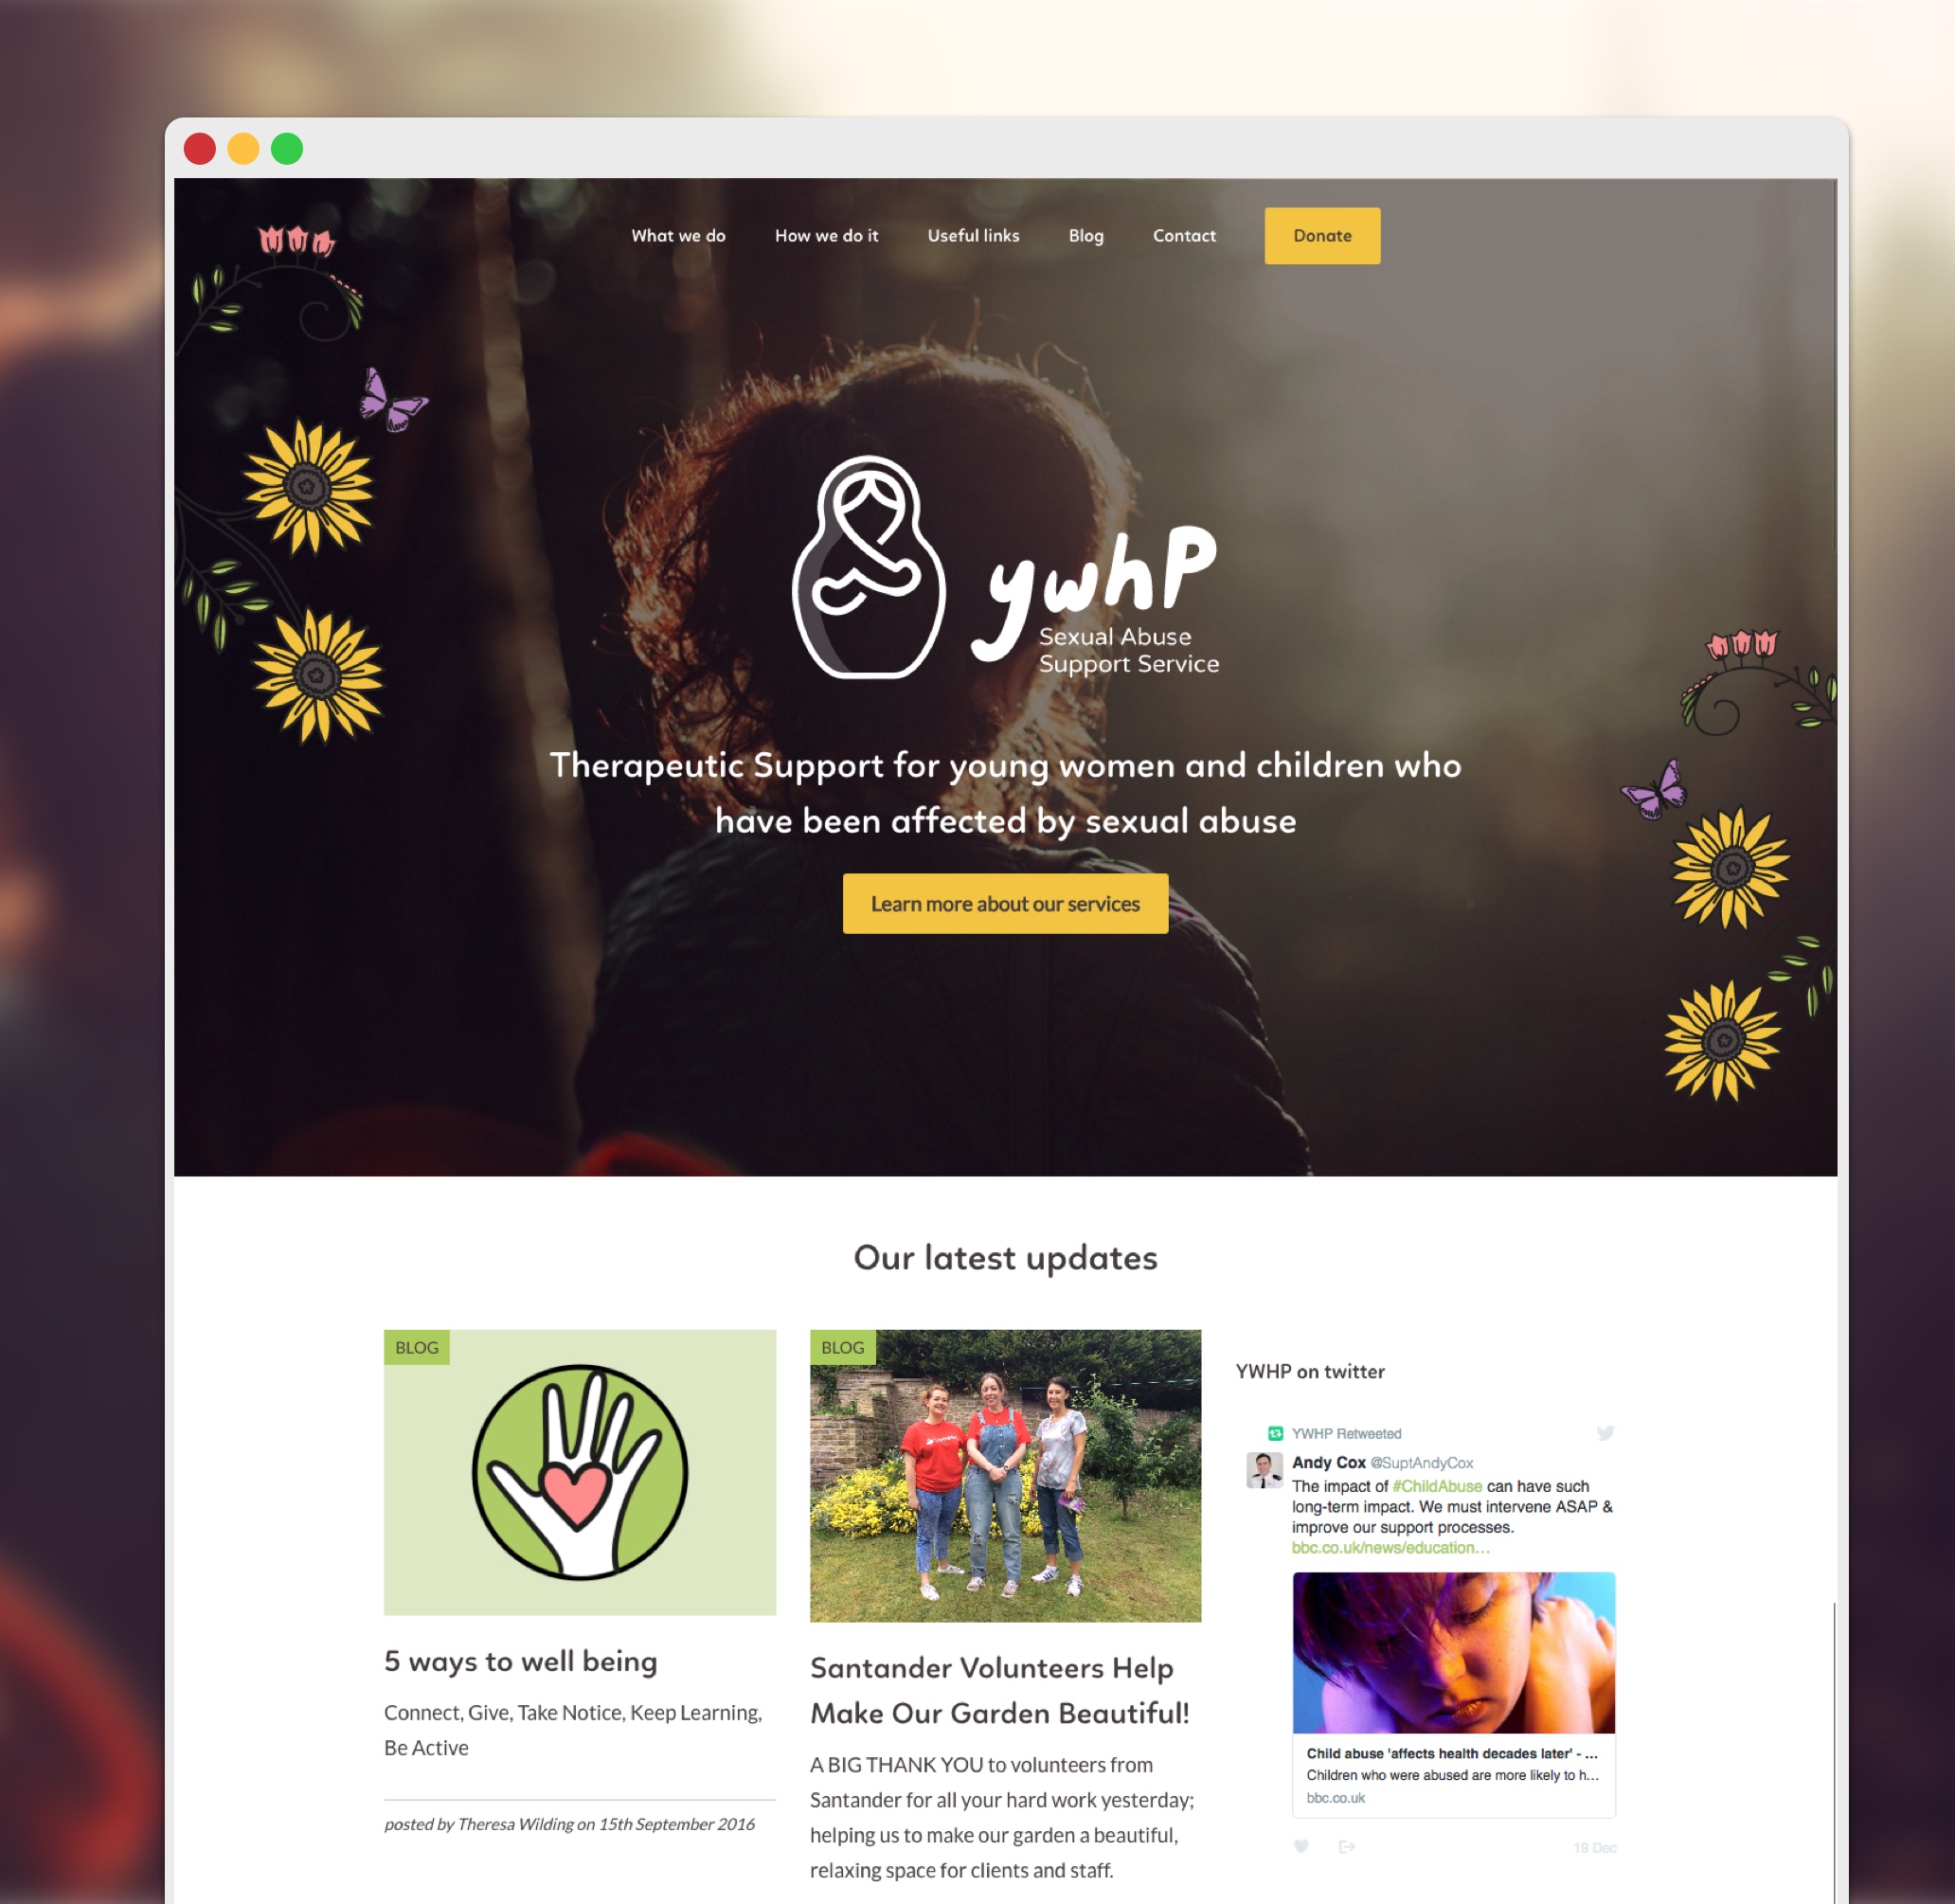 What we do
How we do it
Useful links
Blog
Contact
Donate
ywhP
Sexual Abuse
Support Service
Therapeutic Support for young women and children who
have been affected by sexual abuse
Learn more about our services
Our latest updates
BLOG
5 ways to well being
Connect, Give, Take Notice, Keep Learning,
Be Active
posted by Theresa Wilding on 15th September 2016
BLOG
Santander Volunteers Help
Make Our Garden Beautiful!
A BIG THANK YOU to volunteers from
Santander for all your hard work yesterday;
helping us to make our garden a beautiful,
relaxing space for clients and staff.
YWHP on twitter
YWHP Retweeted
Andy Cox @SuptAndyCox
The impact of #ChildAbuse can have such
long-term impact. We must intervene ASAP &
improve our support processes.
bbc.co.uk/news/education…
Child abuse 'affects health decades later' - ...
Children who were abused are more likely to h...
bbc.co.uk
19 Dec